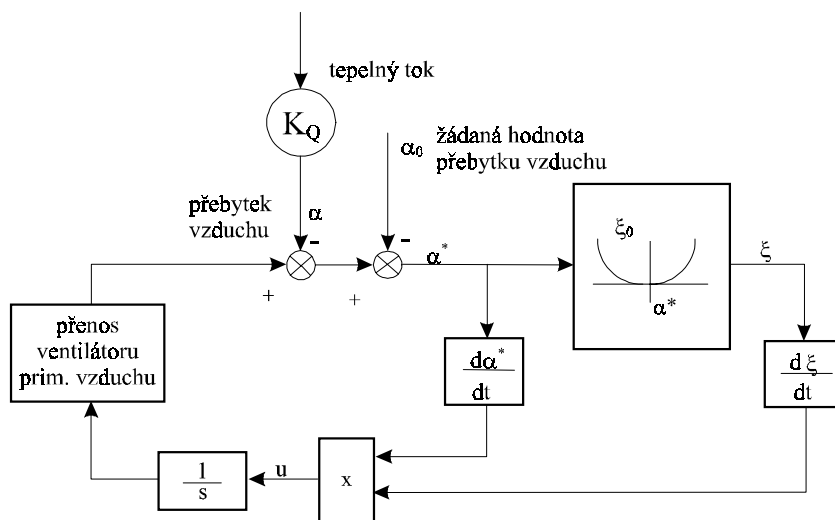 tepelný tok
K_Q
α₀ žádaná hodnota
přebytku vzduchu
přebytek
vzduchu
α
-
-
+
+
α*
ξ₀
α*
ξ
přenos
ventilátoru
prim. vzduchu
dα*
dt
d ξ
dt
1
s
u
x